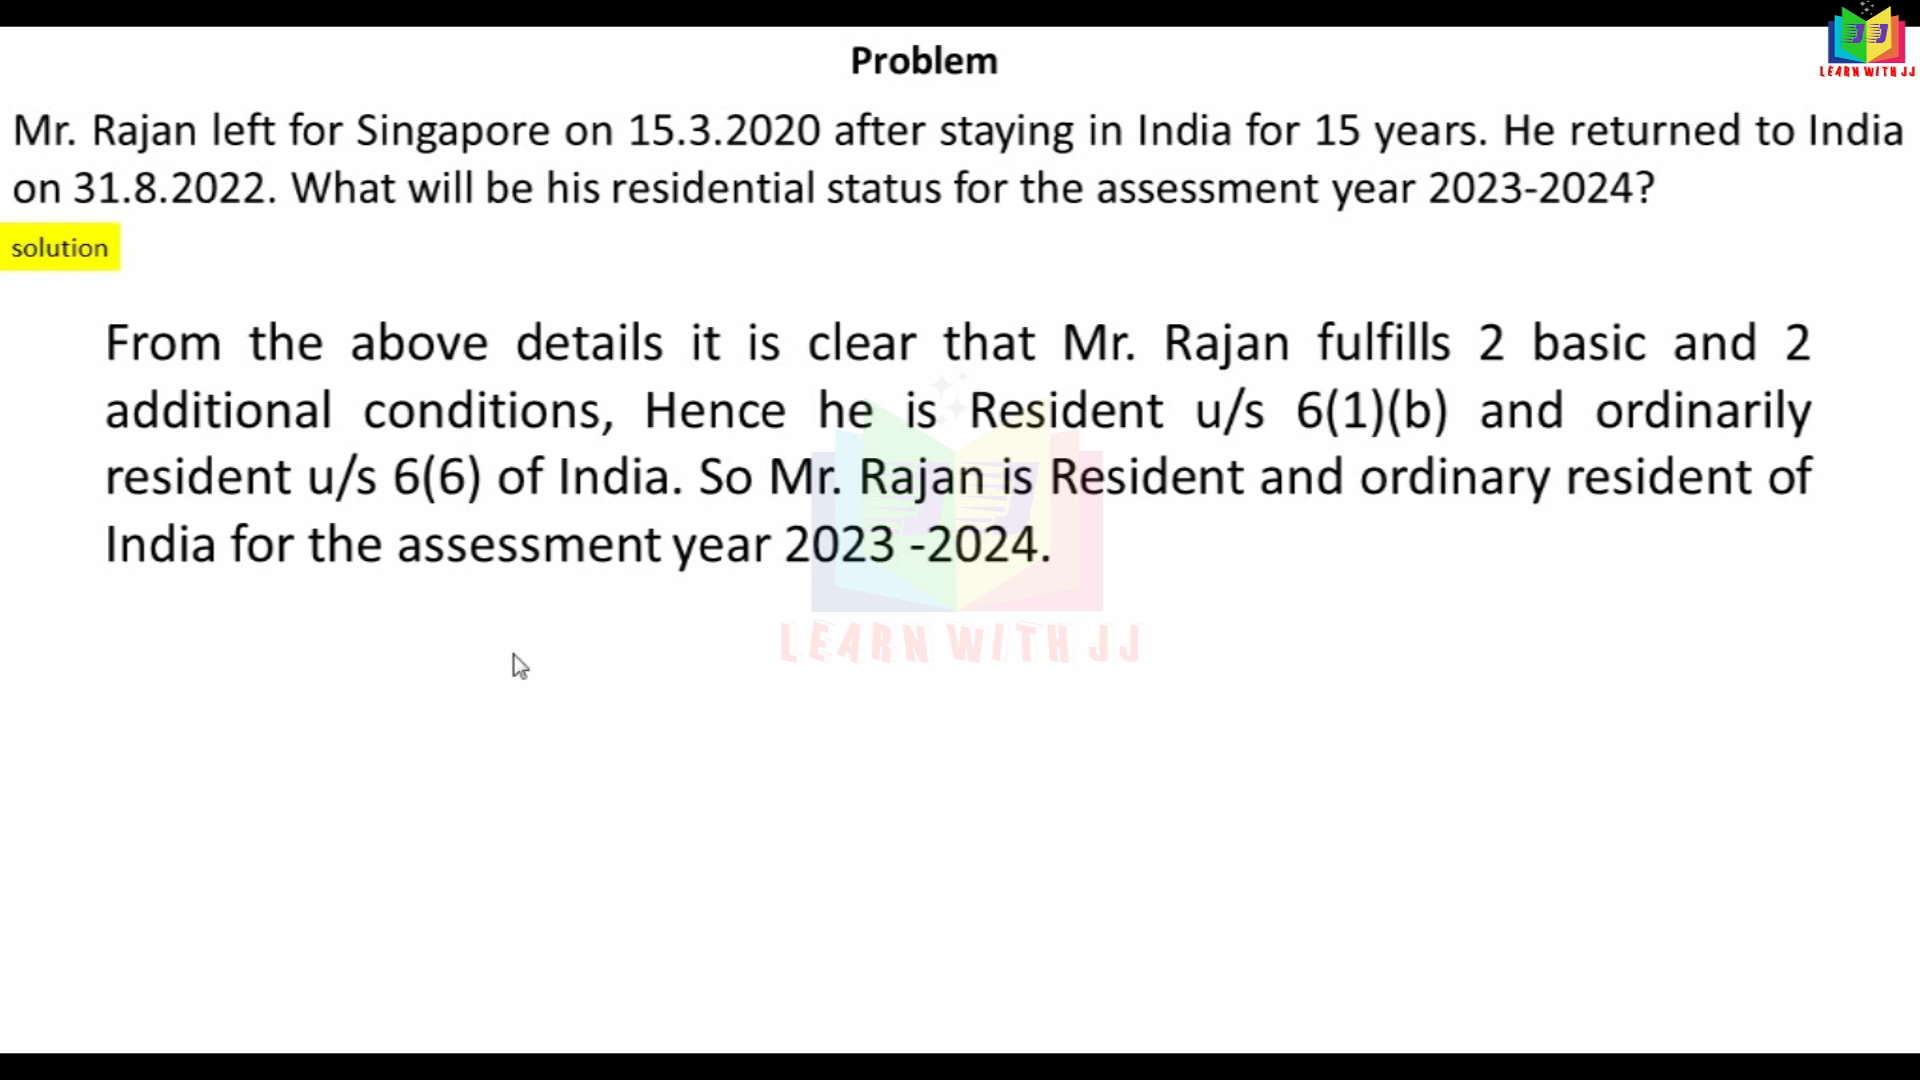 Problem
LEARN WITH JJ
Mr. Rajan left for Singapore on 15.3.2020 after staying in India for 15 years. He returned to India
on 31.8.2022. What will be his residential status for the assessment year 2023-2024?
solution
From the above details it is clear that Mr. Rajan fulfills 2 basic and 2
additional conditions, Hence he is Resident u/s 6(1)(b) and ordinarily
resident u/s 6(6) of India. So Mr. Rajan is Resident and ordinary resident of
India for the assessment year 2023 -2024.
LEARN WITH JJ